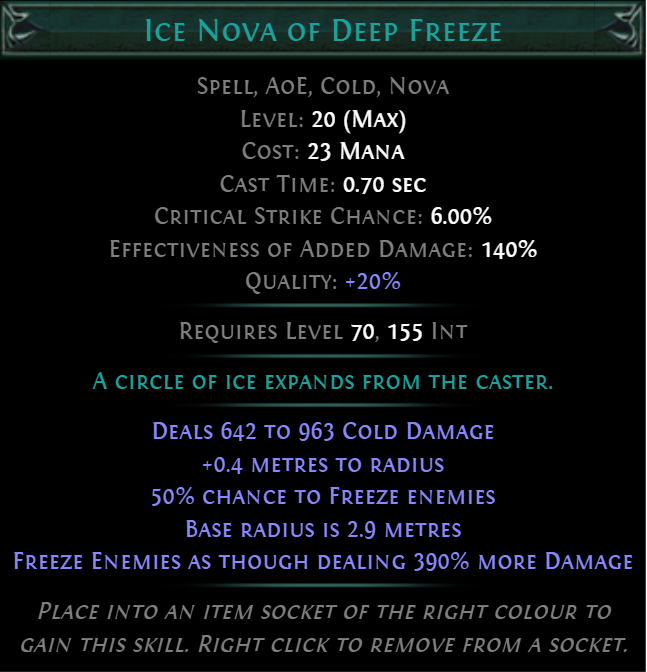 Ice Nova of Deep Freeze
Spell, AoE, Cold, Nova
Level: 20 (Max)
Cost: 23 Mana
Cast Time: 0.70 sec
Critical Strike Chance: 6.00%
Effectiveness of Added Damage: 140%
Quality: +20%
Requires Level 70, 155 Int
A circle of ice expands from the caster.
Deals 642 to 963 Cold Damage
+0.4 metres to radius
50% chance to Freeze enemies
Base radius is 2.9 metres
Freeze Enemies as though dealing 390% more Damage
Place into an item socket of the right colour to
gain this skill. Right click to remove from a socket.